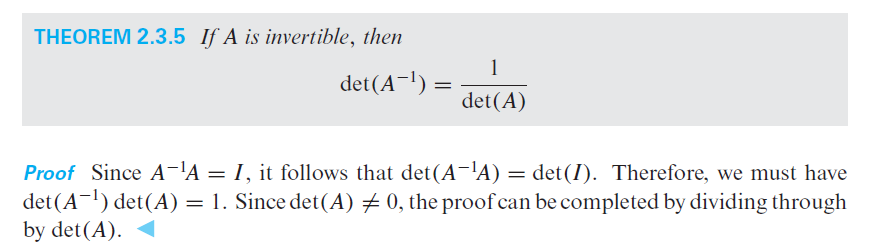 THEOREM 2.3.5 If A is invertible, then
det(A⁻¹) = 1/det(A)
Proof Since A⁻¹A = I, it follows that det(A⁻¹A) = det(I). Therefore, we must have
det(A⁻¹) det(A) = 1. Since det(A) ≠ 0, the proof can be completed by dividing through
by det(A). ◀